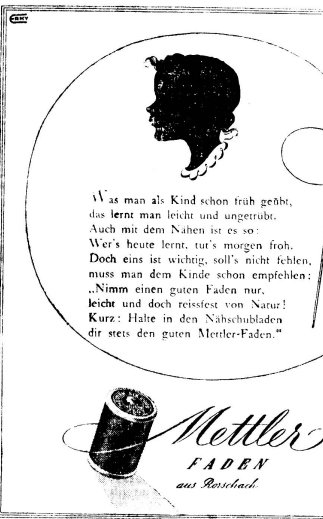 Was man als Kind schon früh geübt,
das lernt man leicht und ungetrübt.
Auch mit dem Nähen ist es so:
Wer's heute lernt, tut's morgen froh.
Doch eins ist wichtig, soll's nicht fehlen,
muss man dem Kinde schon empfehlen:
„Nimm einen guten Faden nur,
leicht und doch reissfest von Natur!
Kurz: Halte in den Nähschubladen
dir stets den guten Mettler-Faden."
Mettler
FADEN
aus Rorschach